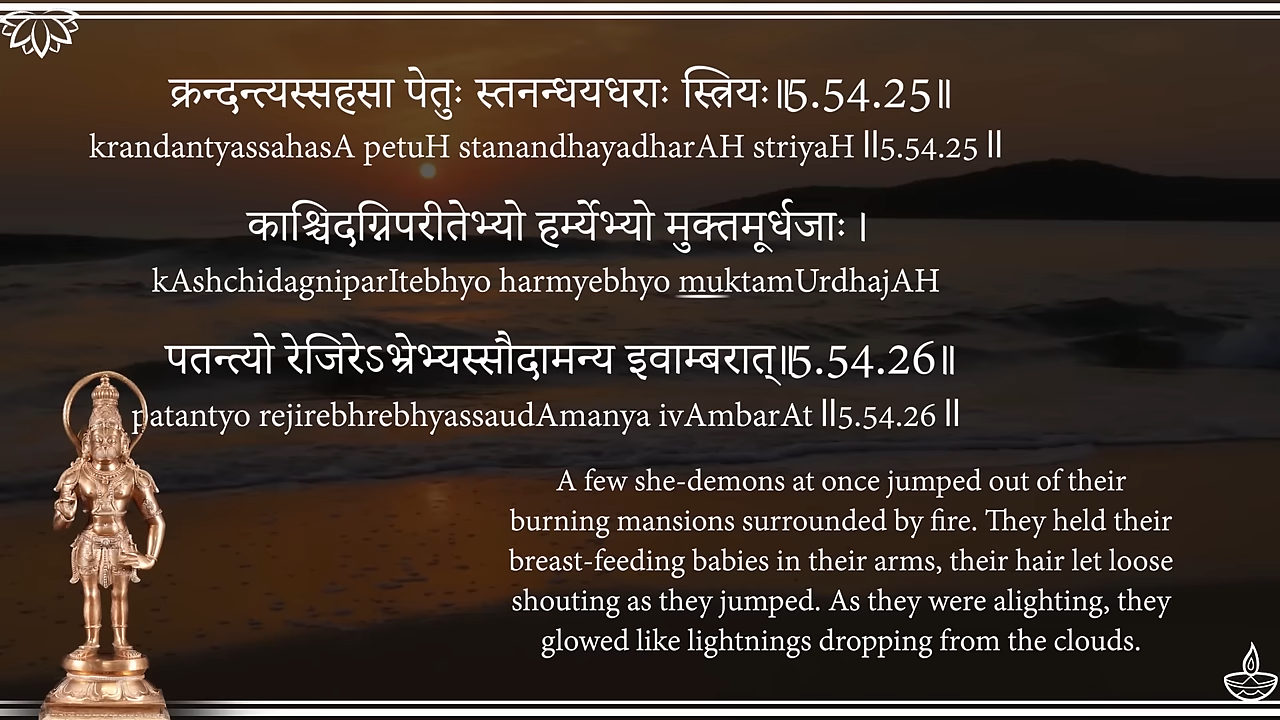 क्रन्दन्त्यस्सहसा पेतुः स्तनन्धयधराः स्त्रियः॥5.54.25॥
krandantyassahasA petuH stanandhayadharAH striyaH ॥5.54.25 ॥
काश्चिदग्निपरीतेभ्यो हर्म्येभ्यो मुक्तमूर्धजाः ।
kAshchidagniparItebhyo harmyebhyo muktamUrdhajAH
पतन्त्यो रेजिरेऽभ्रेभ्यस्सौदामन्य इवाम्बरात्॥5.54.26॥
patantyo rejirebhrebhyassaudAmanya ivAmbarAt ॥5.54.26 ॥
A few she-demons at once jumped out of their
burning mansions surrounded by fire. They held their
breast-feeding babies in their arms, their hair let loose
shouting as they jumped. As they were alighting, they
glowed like lightnings dropping from the clouds.